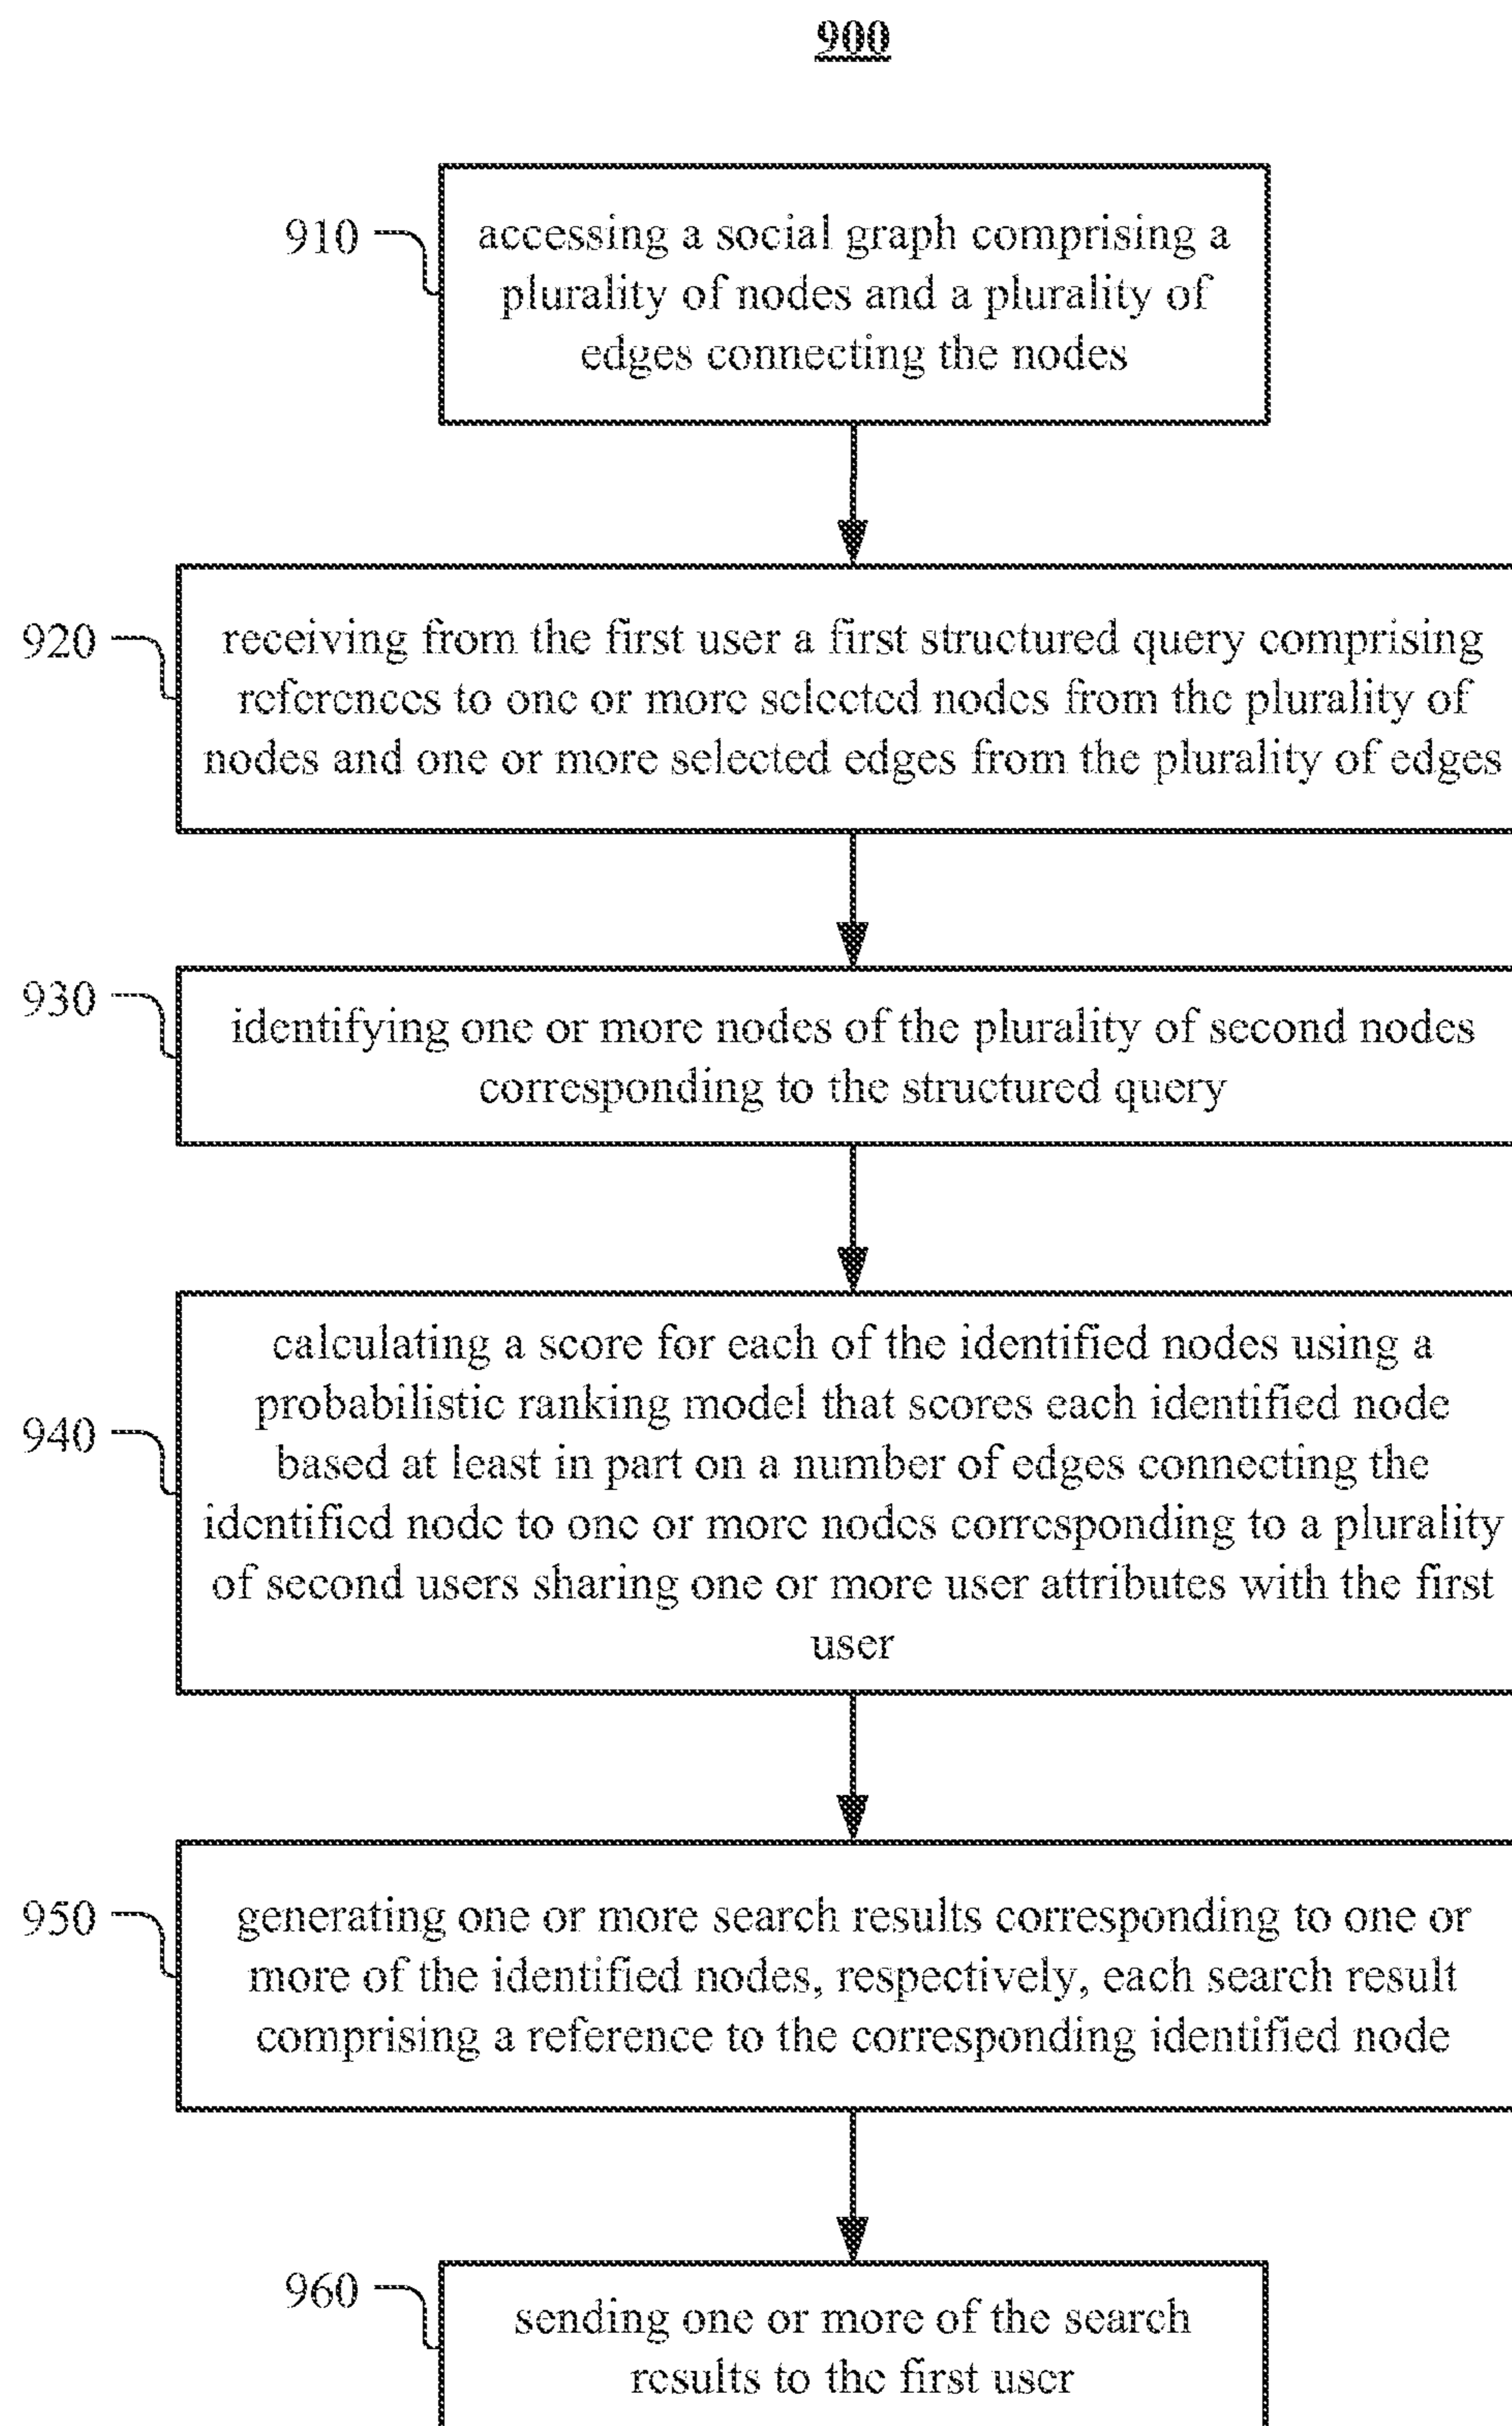 900
910
accessing a social graph comprising a
plurality of nodes and a plurality of
edges connecting the nodes
920
receiving from the first user a first structured query comprising
references to one or more selected nodes from the plurality of
nodes and one or more selected edges from the plurality of edges
930
identifying one or more nodes of the plurality of second nodes
corresponding to the structured query
940
calculating a score for each of the identified nodes using a
probabilistic ranking model that scores each identified node
based at least in part on a number of edges connecting the
identified node to one or more nodes corresponding to a plurality
of second users sharing one or more user attributes with the first
user
950
generating one or more search results corresponding to one or
more of the identified nodes, respectively, each search result
comprising a reference to the corresponding identified node
960
sending one or more of the search
results to the first user